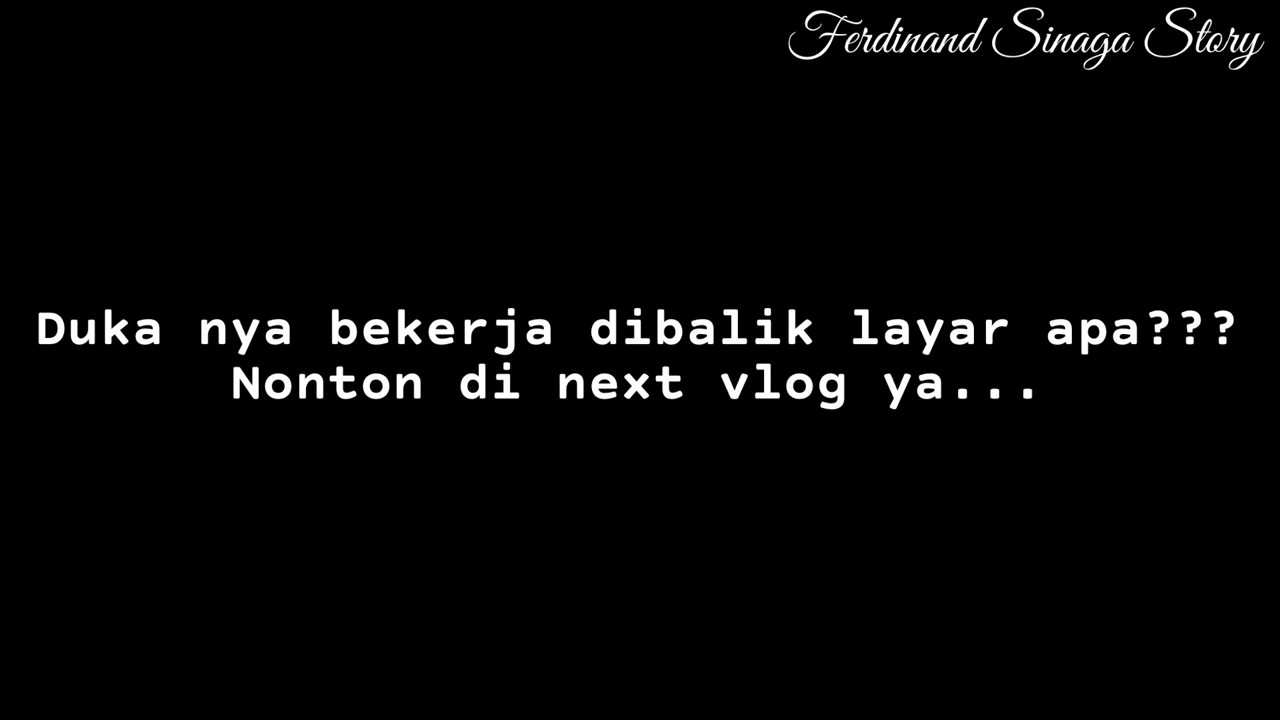 Ferdinand Sinaga Story
Duka nya bekerja dibalik layar apa???
Nonton di next vlog ya...